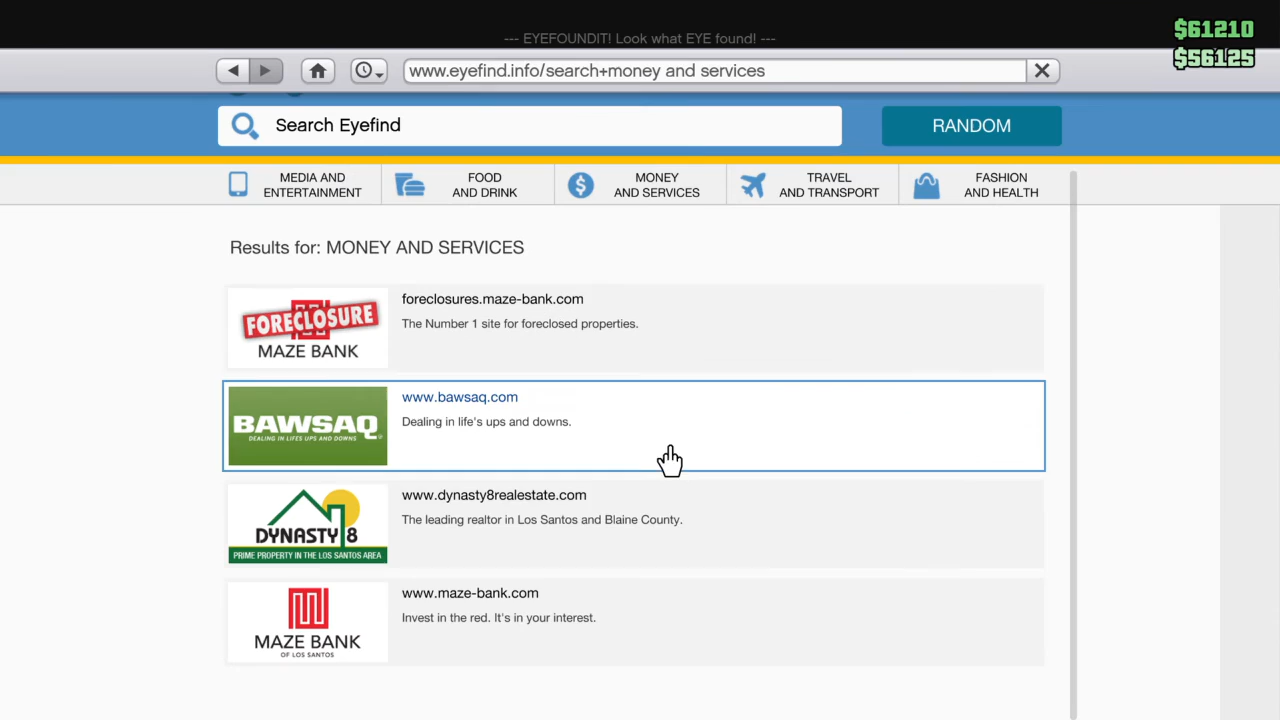 --- EYEFOUNDIT! Look what EYE found! ---
$61210
$56125
www.eyefind.info/search+money and services
Search Eyefind
RANDOM
MEDIA AND
ENTERTAINMENT
FOOD
AND DRINK
MONEY
AND SERVICES
TRAVEL
AND TRANSPORT
FASHION
AND HEALTH
Results for: MONEY AND SERVICES
FORECLOSURE
MAZE BANK
foreclosures.maze-bank.com
The Number 1 site for foreclosed properties.
BAWSAQ
DEALING IN LIFES UPS AND DOWNS
www.bawsaq.com
Dealing in life's ups and downs.
DYNASTY 8
PRIME PROPERTY IN THE LOS SANTOS AREA
www.dynasty8realestate.com
The leading realtor in Los Santos and Blaine County.
MAZE BANK
OF LOS SANTOS
www.maze-bank.com
Invest in the red. It's in your interest.